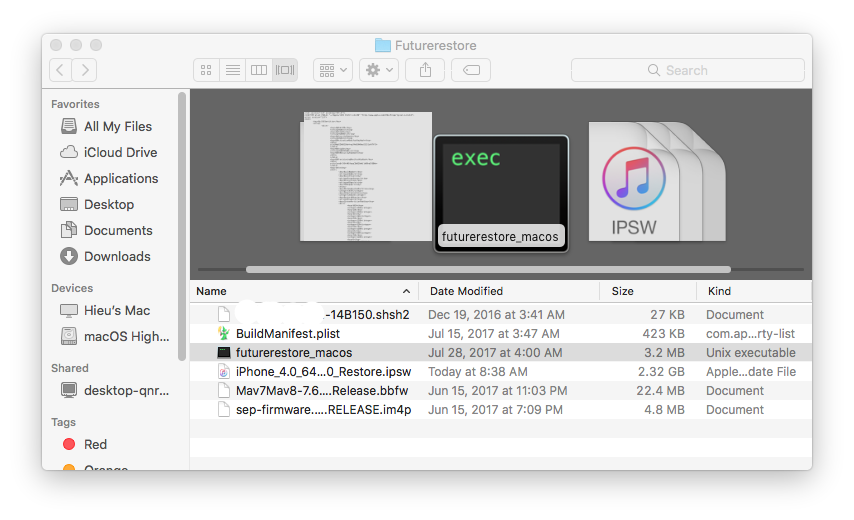 Futurerestore
Search
Favorites
All My Files
iCloud Drive
Applications
Desktop
Documents
Downloads
Devices
Hieu's Mac
macOS High...
Shared
desktop-qnr...
Tags
Red
Orange
exec
futurerestore_macos
IPSW
Name Date Modified Size Kind
-14B150.shsh2 Dec 19, 2016 at 3:41 AM 27 KB Document
BuildManifest.plist Jul 15, 2017 at 3:47 AM 423 KB com.ap...rty-list
futurerestore_macos Jul 28, 2017 at 4:00 AM 3.2 MB Unix executable
iPhone_4.0_64...0_Restore.ipsw Today at 8:38 AM 2.32 GB Apple...date File
Mav7Mav8-7.6....Release.bbfw Jun 15, 2017 at 11:03 PM 22.4 MB Document
sep-firmware.....RELEASE.im4p Jun 15, 2017 at 7:09 PM 4.8 MB Document